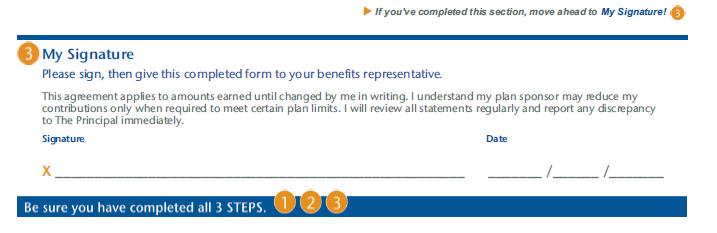 ▶ If you've completed this section, move ahead to My Signature! 3
3 My Signature
Please sign, then give this completed form to your benefits representative.
This agreement applies to amounts earned until changed by me in writing. I understand my plan sponsor may reduce my
contributions only when required to meet certain plan limits. I will review all statements regularly and report any discrepancy
to The Principal immediately.
Signature Date
X ______________________________ ______ /______ /______
Be sure you have completed all 3 STEPS. 1 2 3